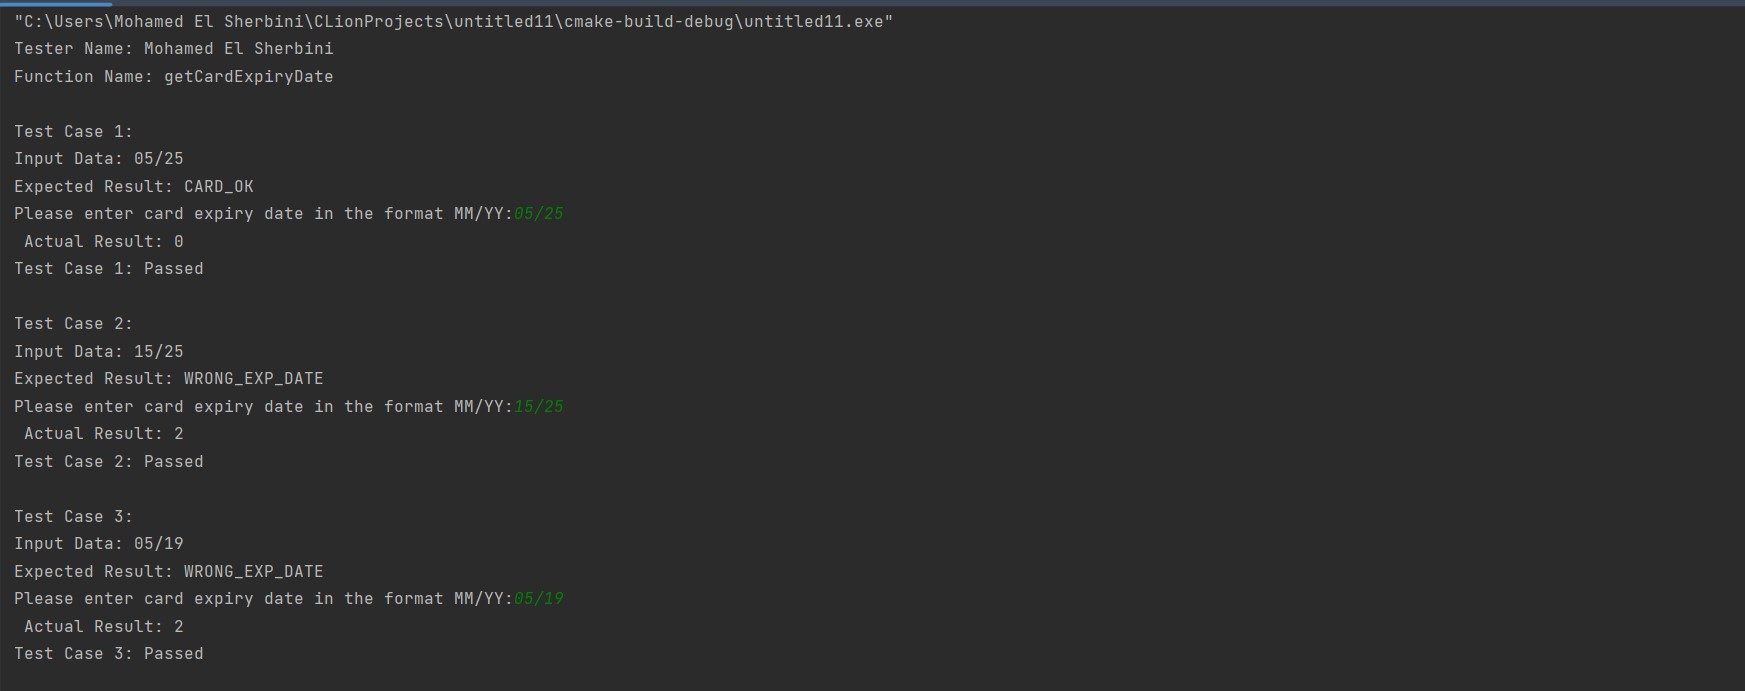 "C:\Users\Mohamed El Sherbini\CLionProjects\untitled11\cmake-build-debug\untitled11.exe"
Tester Name: Mohamed El Sherbini
Function Name: getCardExpiryDate
Test Case 1:
Input Data: 05/25
Expected Result: CARD_OK
Please enter card expiry date in the format MM/YY:05/25
Actual Result: 0
Test Case 1: Passed
Test Case 2:
Input Data: 15/25
Expected Result: WRONG_EXP_DATE
Please enter card expiry date in the format MM/YY:15/25
Actual Result: 2
Test Case 2: Passed
Test Case 3:
Input Data: 05/19
Expected Result: WRONG_EXP_DATE
Please enter card expiry date in the format MM/YY:05/19
Actual Result: 2
Test Case 3: Passed